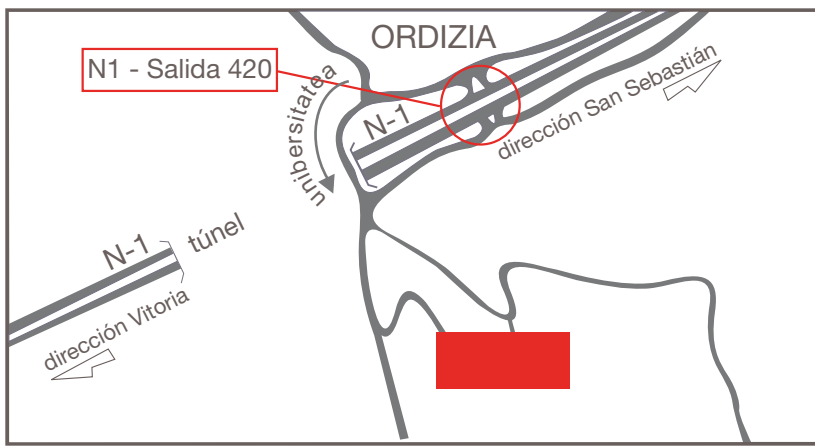 ORDIZIA
N1 - Salida 420
unibersitatea
N-1
dirección San Sebastián
N-1
túnel
dirección Vitoria